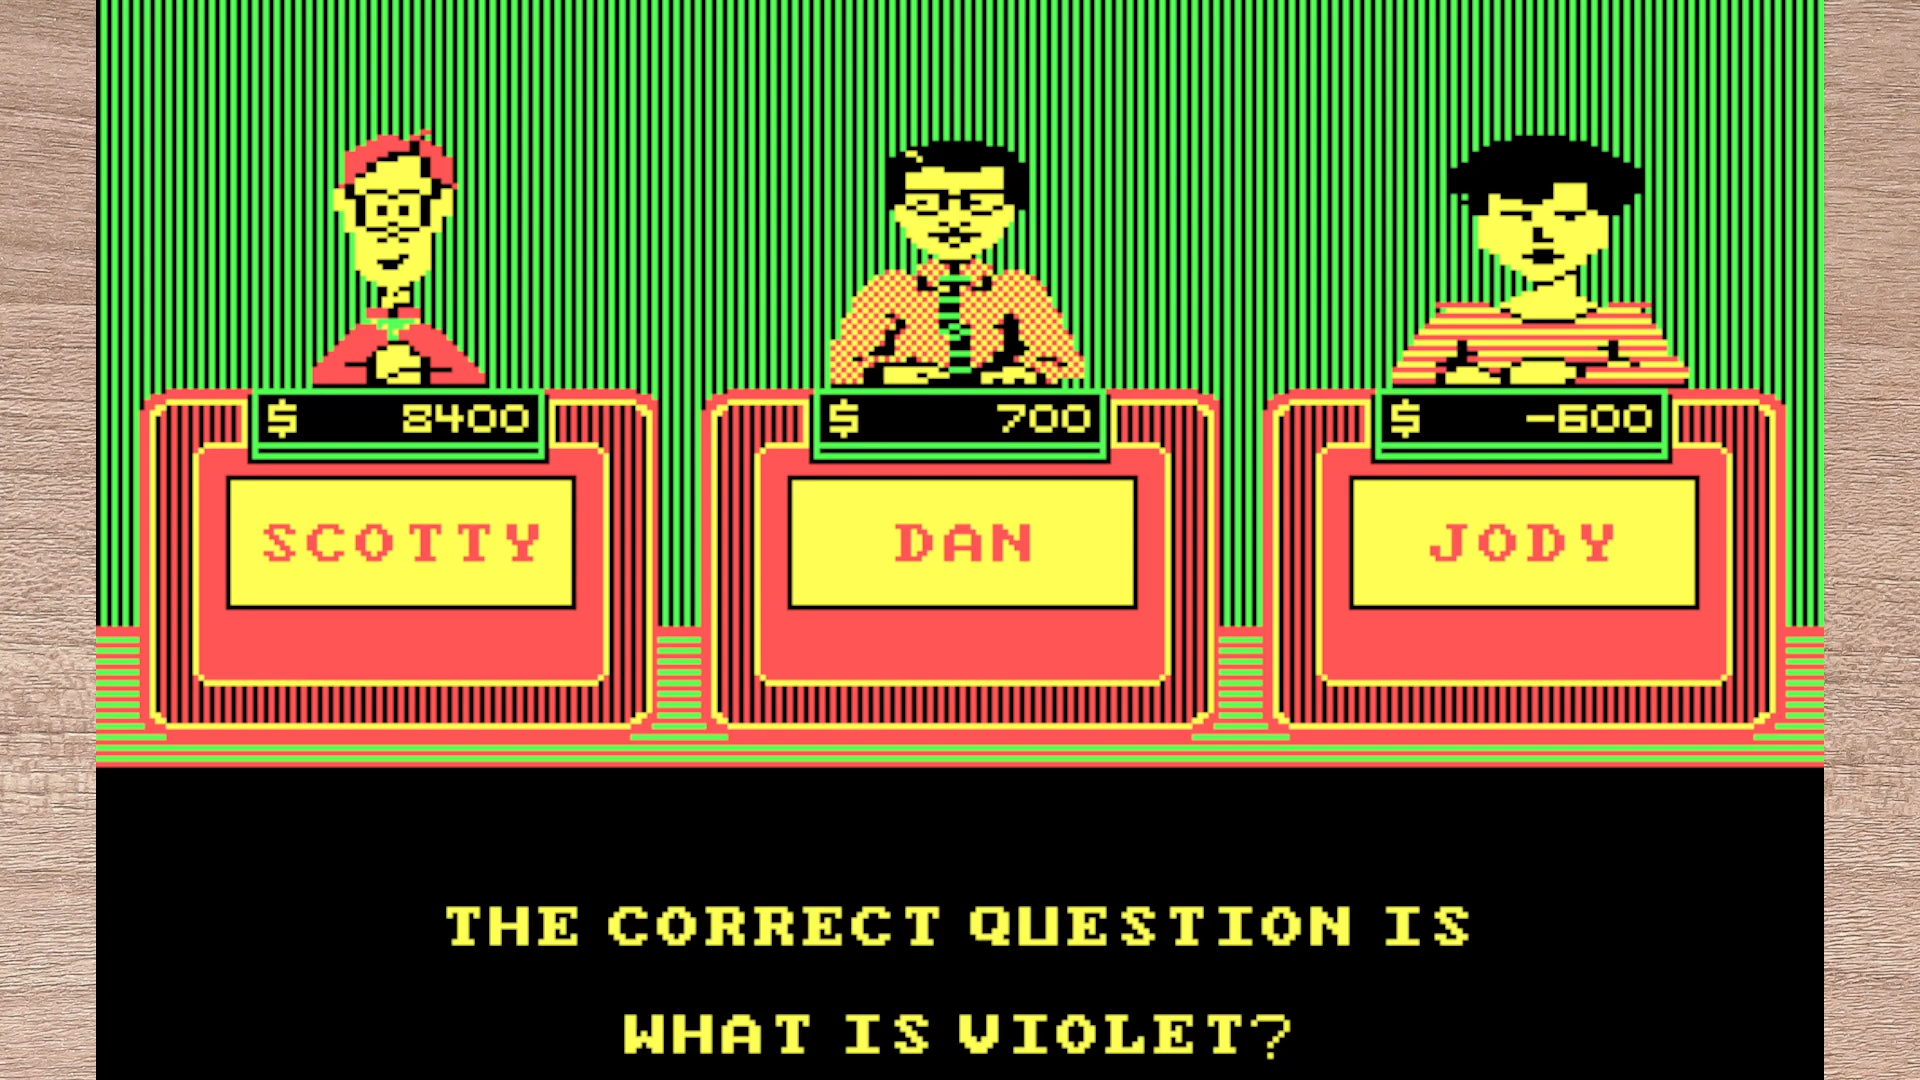 $ 8400
$ 700
$ -600
SCOTTY
DAN
JODY
THE CORRECT QUESTION IS
WHAT IS VIOLET?